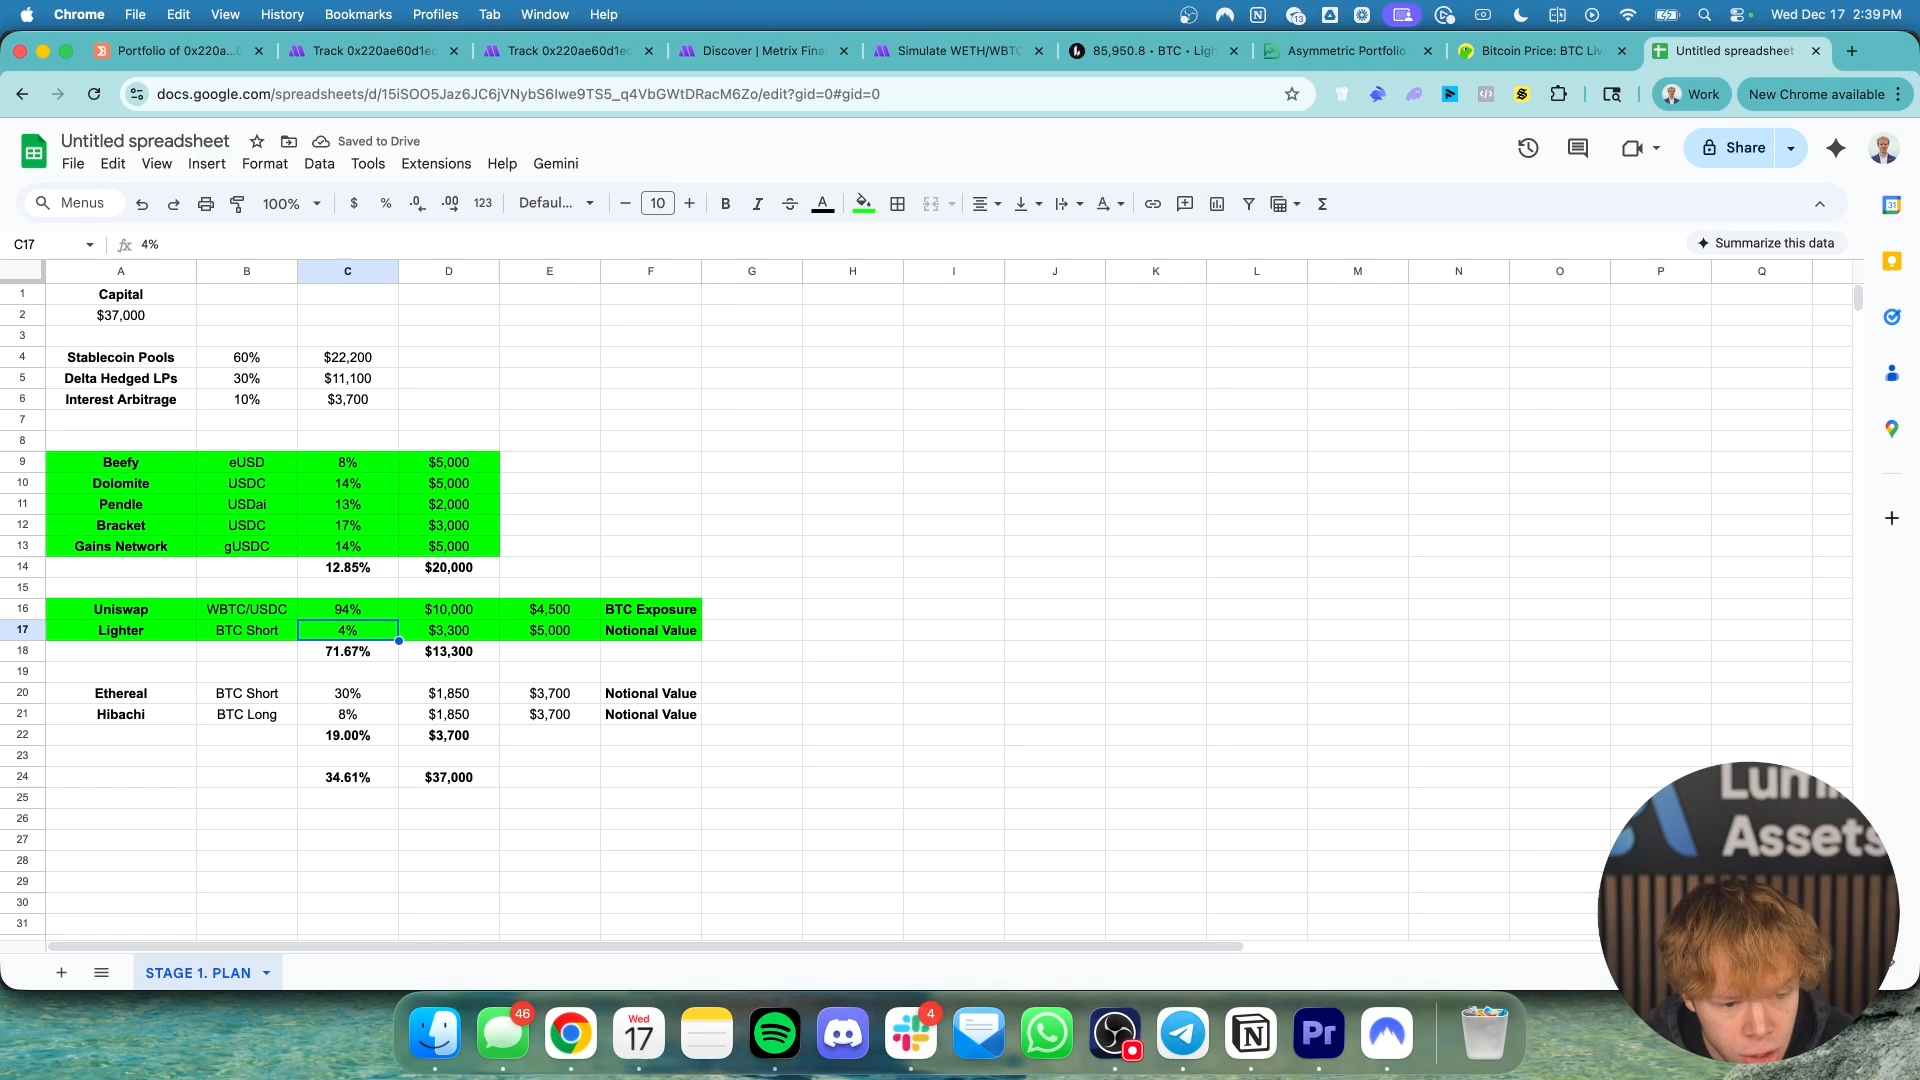 Chrome File Edit View History Bookmarks Profiles Tab Window Help 13 Wed Dec 17 2:39 PM
Portfolio of 0x220a...0 Track 0x220ae60d1ec Track 0x220ae60d1ec Discover | Metrix Fina Simulate WETH/WBTC 85,950.8 • BTC • Ligh Asymmetric Portfolio Bitcoin Price: BTC Liv Untitled spreadsheet
docs.google.com/spreadsheets/d/15iSOO5Jaz6JC6jVNybS6Iwe9TS5_q4VbGWtDRacM6Zo/edit?gid=0#gid=0 Work New Chrome available
Untitled spreadsheet Saved to Drive
File Edit View Insert Format Data Tools Extensions Help Gemini Share
Menus 100% $ % .0 .00 123 Defaul... 10 B I A Σ
C17 fx 4% Summarize this data
A B C D E F G H I J K L M N O P Q
1 Capital
2 $37,000
3
4 Stablecoin Pools 60% $22,200
5 Delta Hedged LPs 30% $11,100
6 Interest Arbitrage 10% $3,700
7
8
9 Beefy eUSD 8% $5,000
10 Dolomite USDC 14% $5,000
11 Pendle USDai 13% $2,000
12 Bracket USDC 17% $3,000
13 Gains Network gUSDC 14% $5,000
14 12.85% $20,000
15
16 Uniswap WBTC/USDC 94% $10,000 $4,500 BTC Exposure
17 Lighter BTC Short 4% $3,300 $5,000 Notional Value
18 71.67% $13,300
19
20 Ethereal BTC Short 30% $1,850 $3,700 Notional Value
21 Hibachi BTC Long 8% $1,850 $3,700 Notional Value
22 19.00% $3,700
23
24 34.61% $37,000
25
26
27
28
29
30
31
Assets
STAGE 1. PLAN
46 Wed 17 4 N Pr